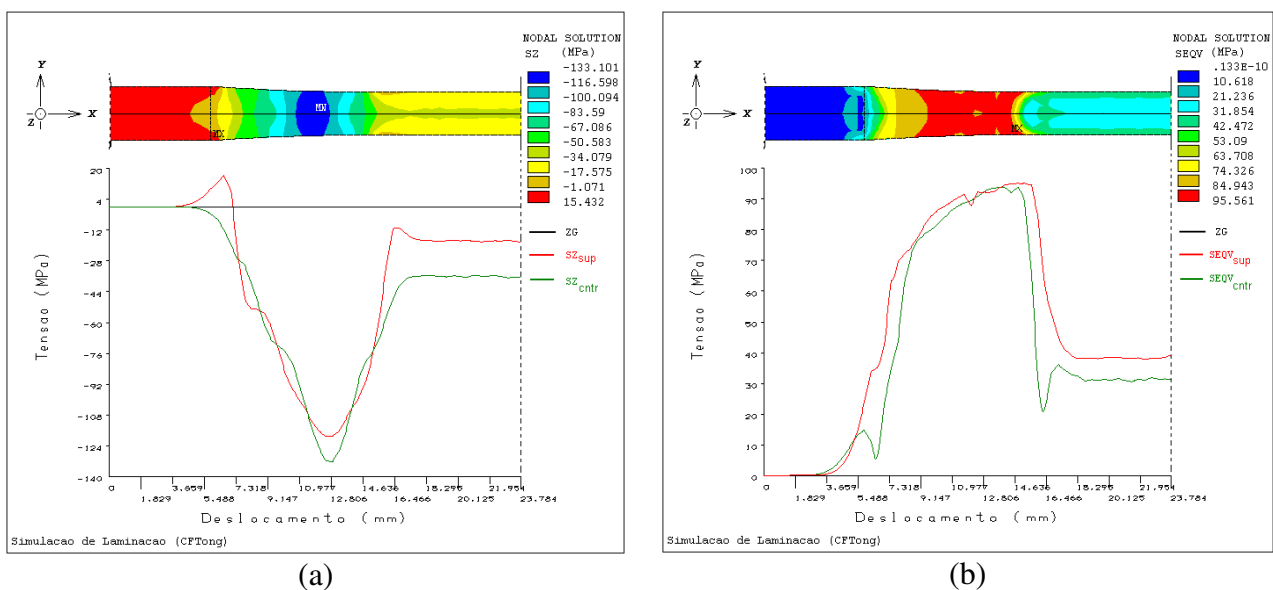 NODAL SOLUTION
SZ (MPa)
-133.101
-116.598
-100.094
-83.59
-67.086
-50.583
-34.079
-17.575
-1.071
15.432
Y
X
Z
MX
MN
ZG
SZsup
SZcntr
Tensao (MPa)
20
4
-12
-28
-44
-60
-76
-92
-108
-124
-140
0
1.829
3.659
5.488
7.318
9.147
10.977
12.806
14.636
16.466
18.295
20.125
21.954
23.784
Deslocamento (mm)
Simulacao de Laminacao (CFTong)
(a)
NODAL SOLUTION
SEQV (MPa)
.133E-10
10.618
21.236
31.854
42.472
53.09
63.708
74.326
84.943
95.561
Y
X
Z
MX
ZG
SEQVsup
SEQVcntr
Tensao (MPa)
100
90
80
70
60
50
40
30
20
10
0
0
1.829
3.659
5.488
7.318
9.147
10.977
12.806
14.636
16.466
18.295
20.125
21.954
23.784
Deslocamento (mm)
Simulacao de Laminacao (CFTong)
(b)